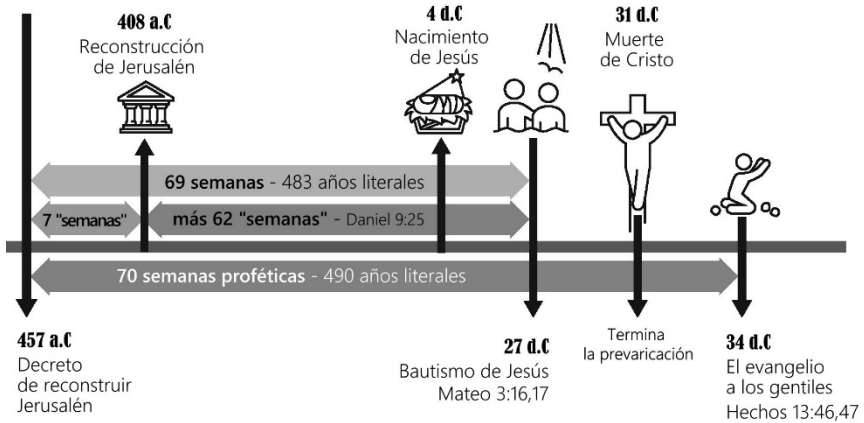 408 a.C
Reconstrucción
de Jerusalén
4 d.C
Nacimiento
de Jesús
31 d.C
Muerte
de Cristo
69 semanas - 483 años literales
7 "semanas"
más 62 "semanas" - Daniel 9:25
70 semanas proféticas - 490 años literales
457 a.C
Decreto
de reconstruir
Jerusalén
27 d.C
Bautismo de Jesús
Mateo 3:16,17
Termina
la prevaricación
34 d.C
El evangelio
a los gentiles
Hechos 13:46,47